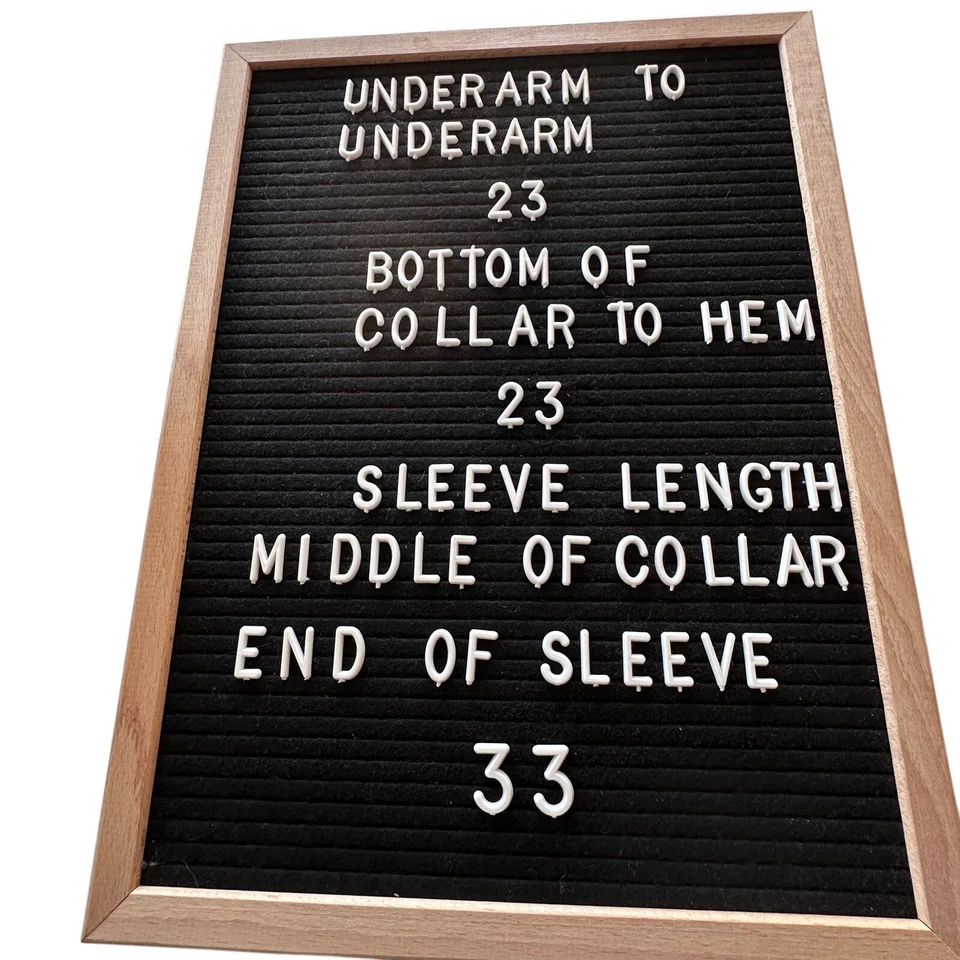 UNDERARM TO
UNDERARM
23
BOTTOM OF
COLLAR TO HEM
23
SLEEVE LENGTH
MIDDLE OF COLLAR
END OF SLEEVE
33